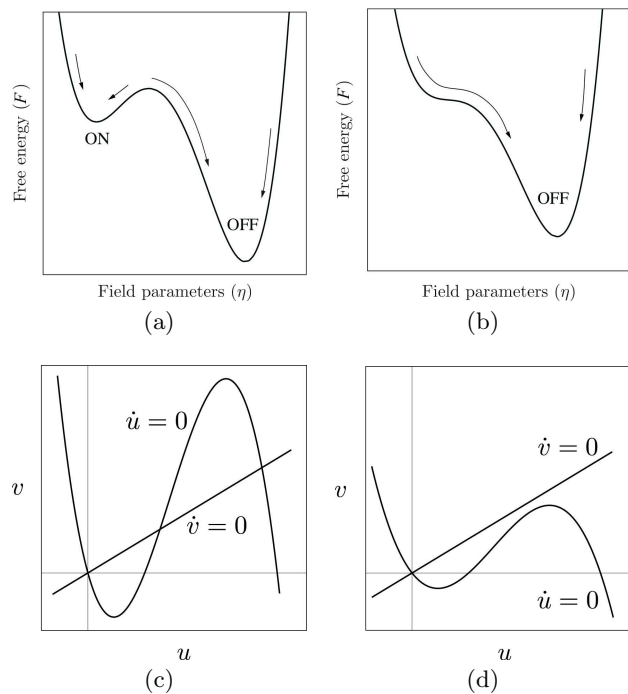 Free energy (F)
ON
OFF
Field parameters (η)
(a)
Free energy (F)
OFF
Field parameters (η)
(b)
v
u̇ = 0
v̇ = 0
u
(c)
v
v̇ = 0
u̇ = 0
u
(d)